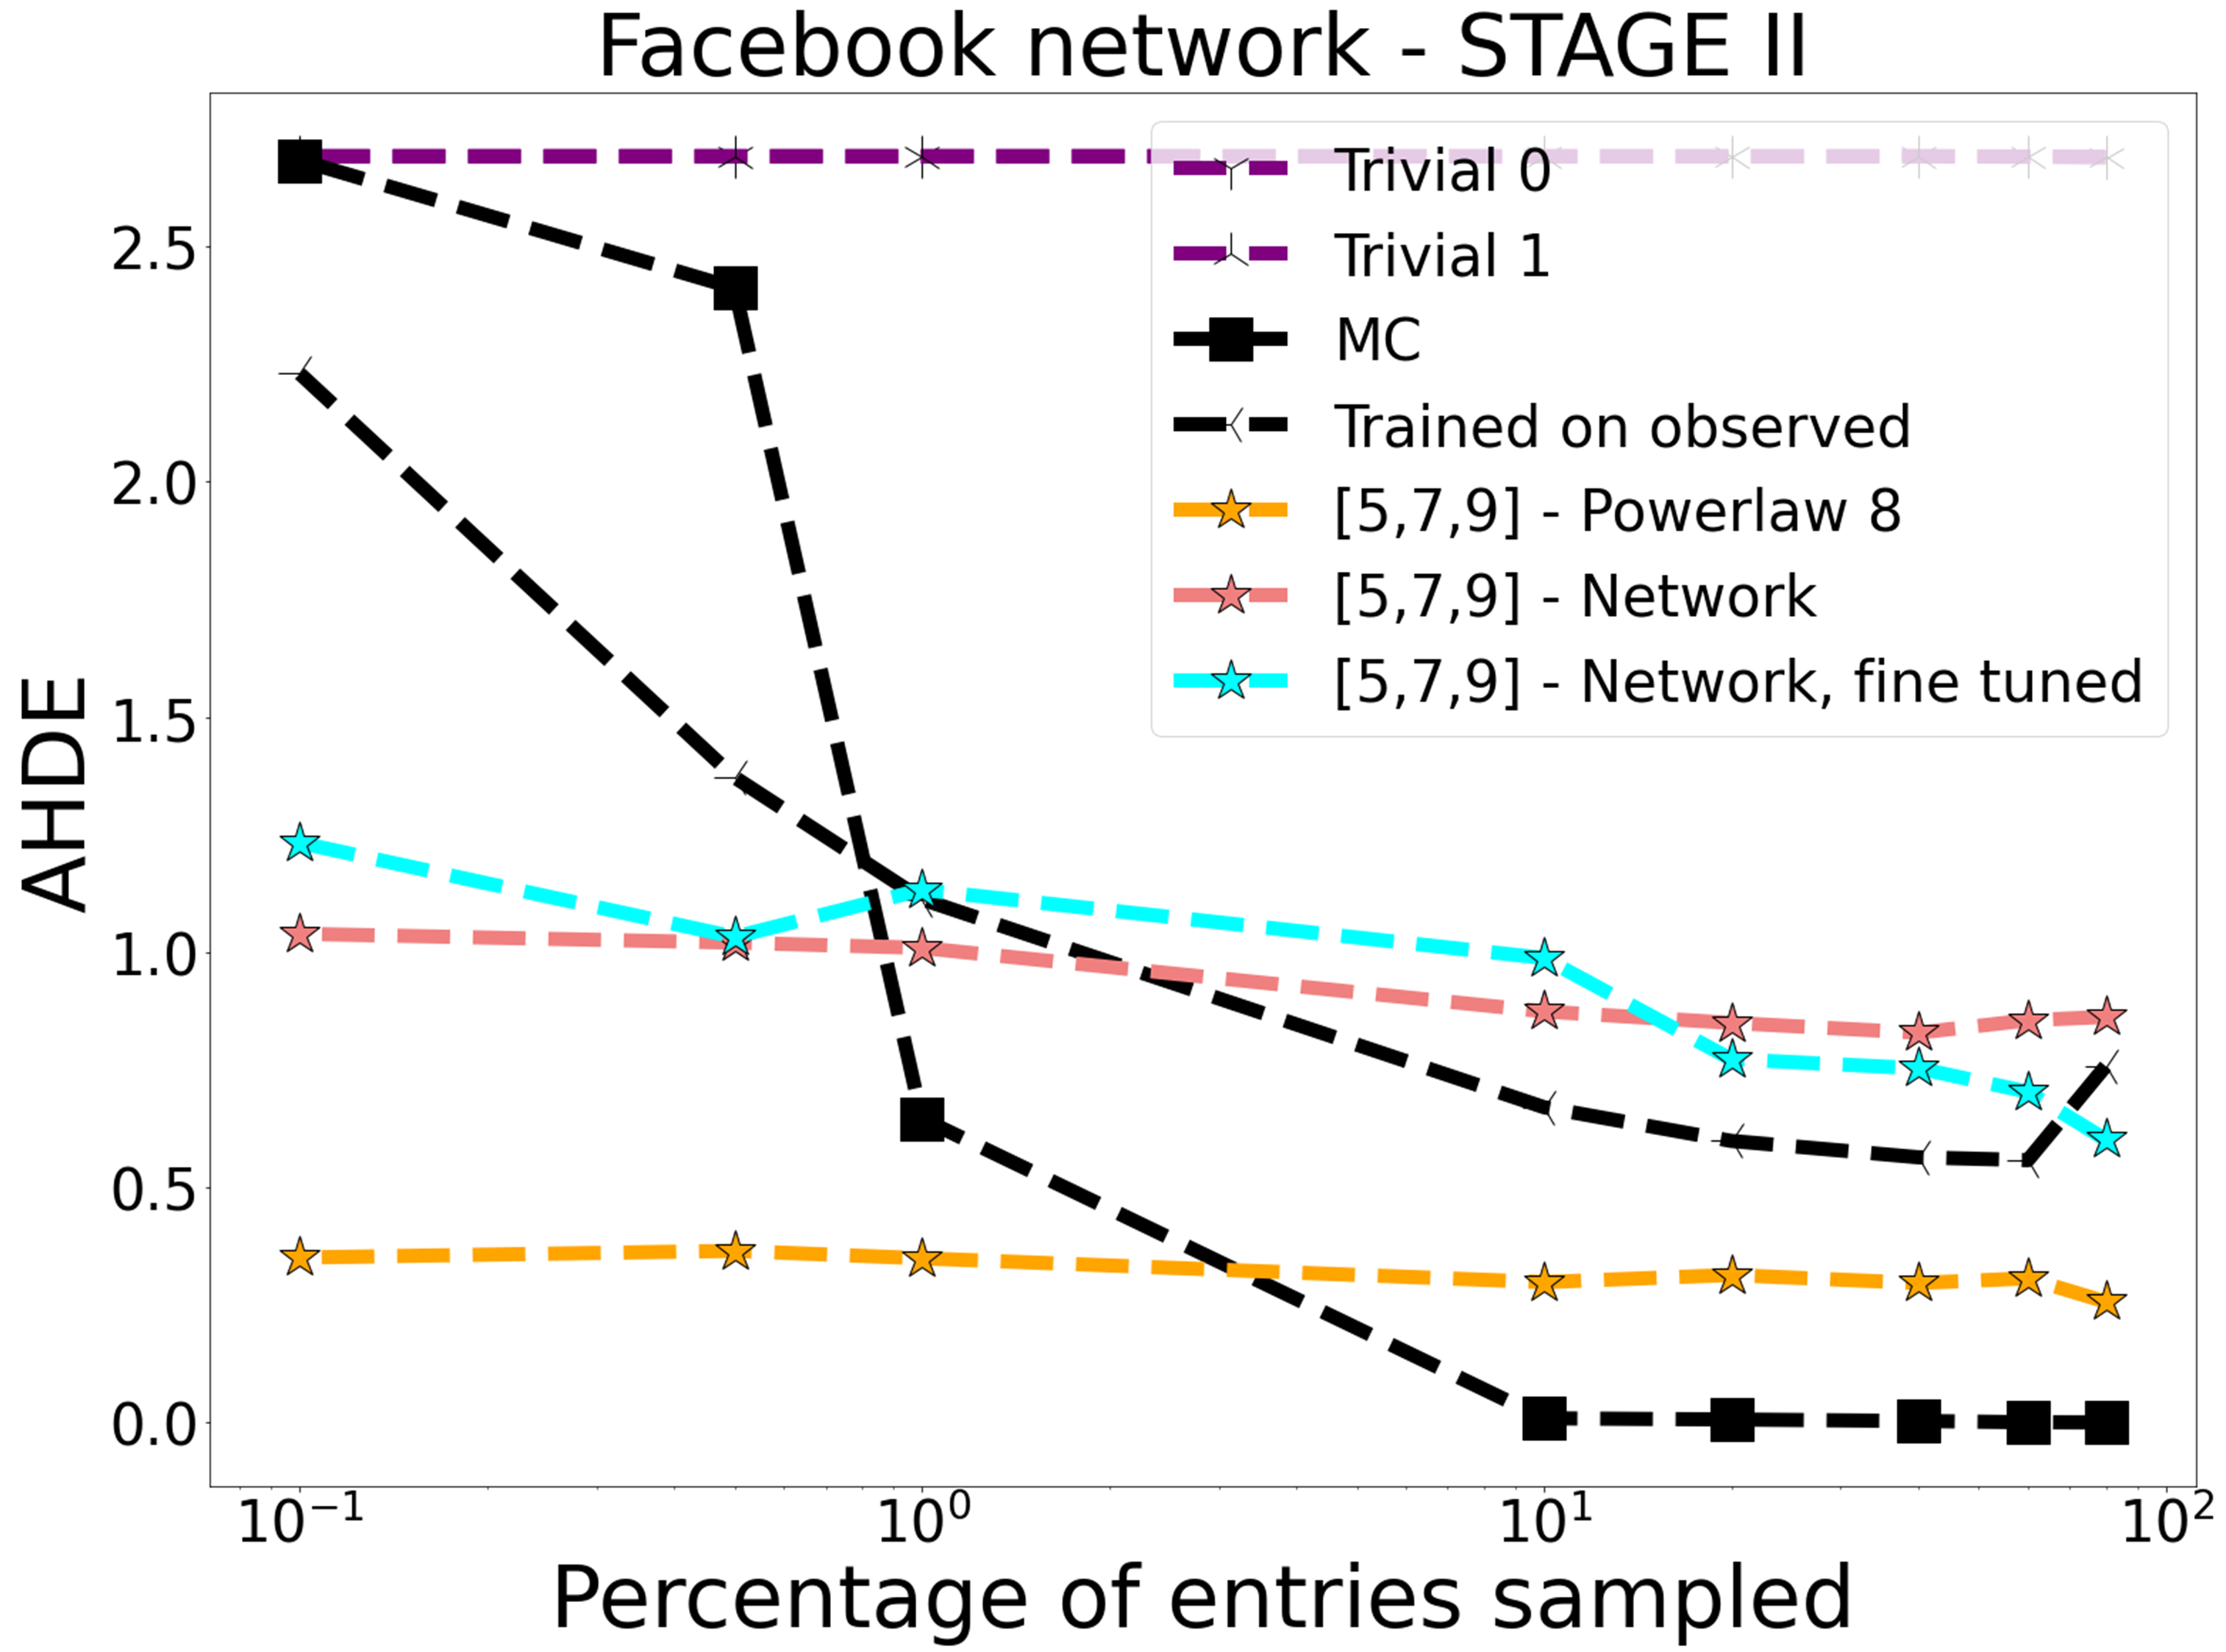 Facebook network - STAGE II
AHDE
2.5
2.0
1.5
1.0
0.5
0.0
Trivial 0
Trivial 1
MC
Trained on observed
[5,7,9] - Powerlaw 8
[5,7,9] - Network
[5,7,9] - Network, fine tuned
10⁻¹ 10⁰ 10¹ 10²
Percentage of entries sampled